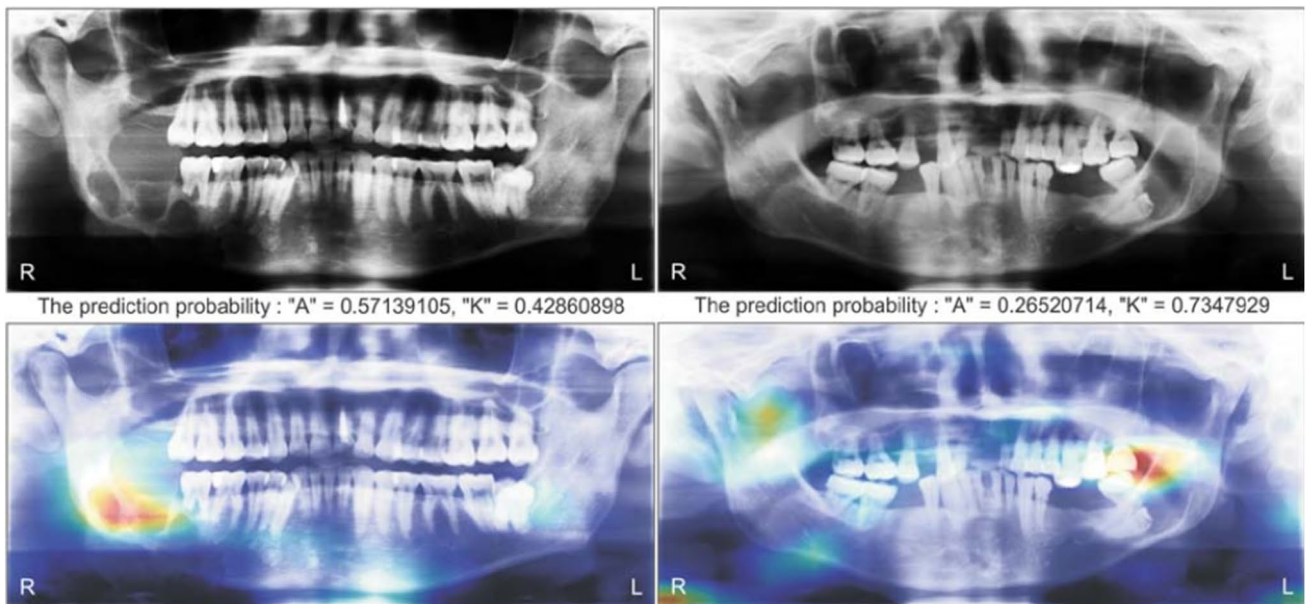 R L
R L
The prediction probability : "A" = 0.57139105, "K" = 0.42860898
The prediction probability : "A" = 0.26520714, "K" = 0.7347929
R L
R L